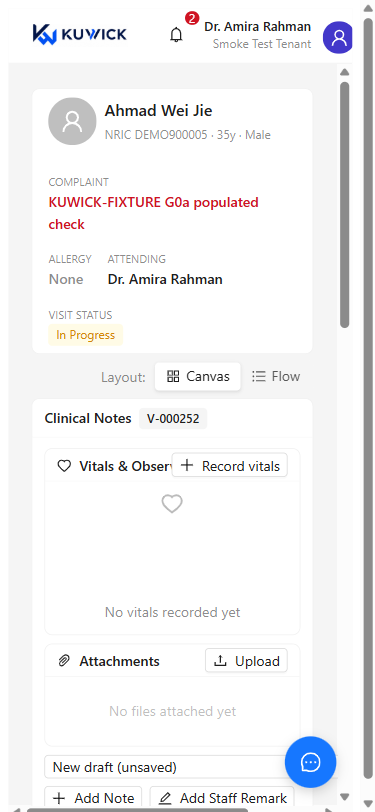 KUWICK
2
Dr. Amira Rahman
Smoke Test Tenant
Ahmad Wei Jie
NRIC DEMO900005 · 35y · Male
COMPLAINT
KUWICK-FIXTURE G0a populated
check
ALLERGY ATTENDING
None Dr. Amira Rahman
VISIT STATUS
In Progress
Layout: Canvas Flow
Clinical Notes V-000252
Vitals & Obser Record vitals
No vitals recorded yet
Attachments Upload
No files attached yet
New draft (unsaved)
Add Note Add Staff Remark